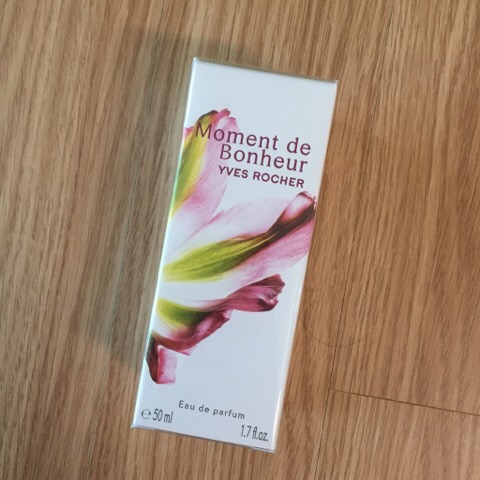 Moment de
Bonheur
YVES ROCHER
Eau de parfum
℮ 50 ml
1.7 fl.oz.